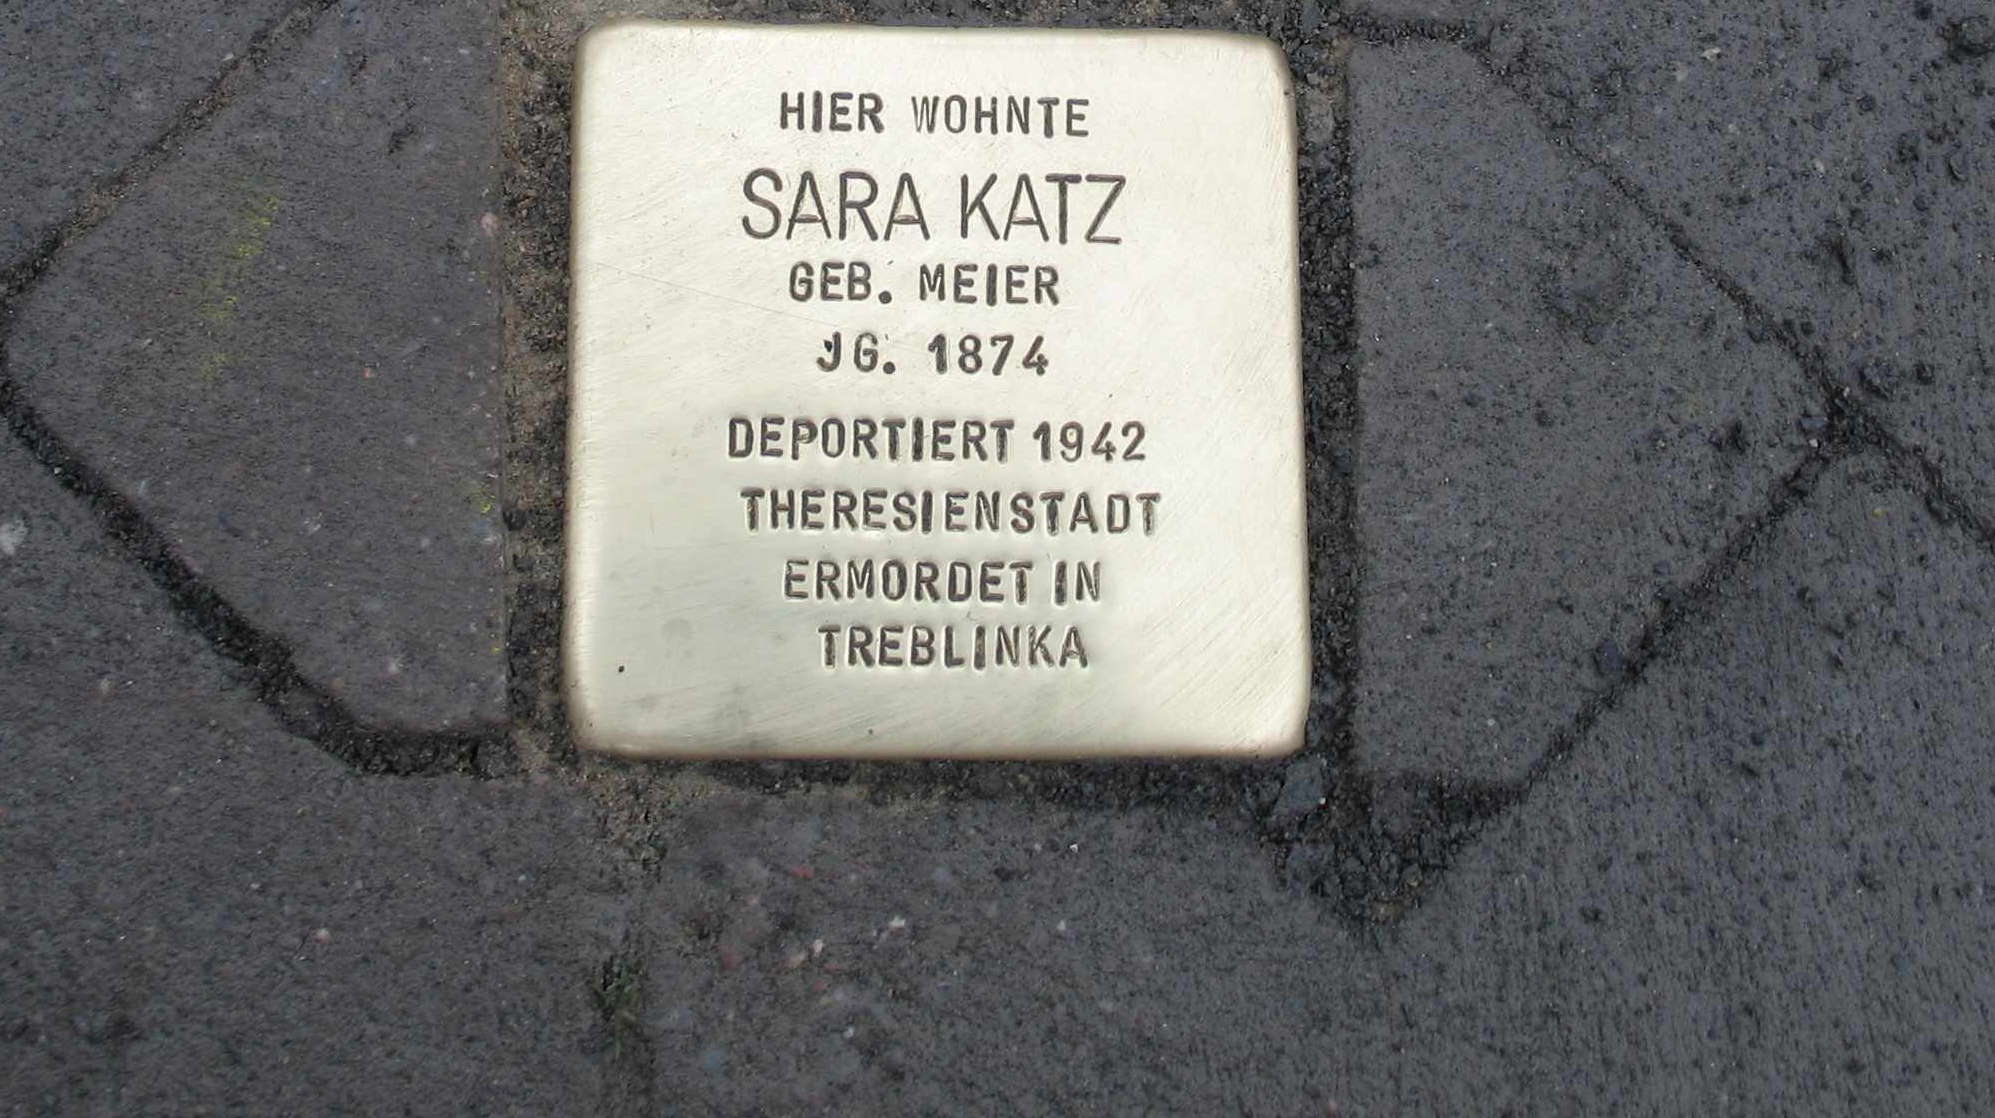 HIER WOHNTE
SARA KATZ
GEB. MEIER
JG. 1874
DEPORTIERT 1942
THERESIENSTADT
ERMORDET IN
TREBLINKA